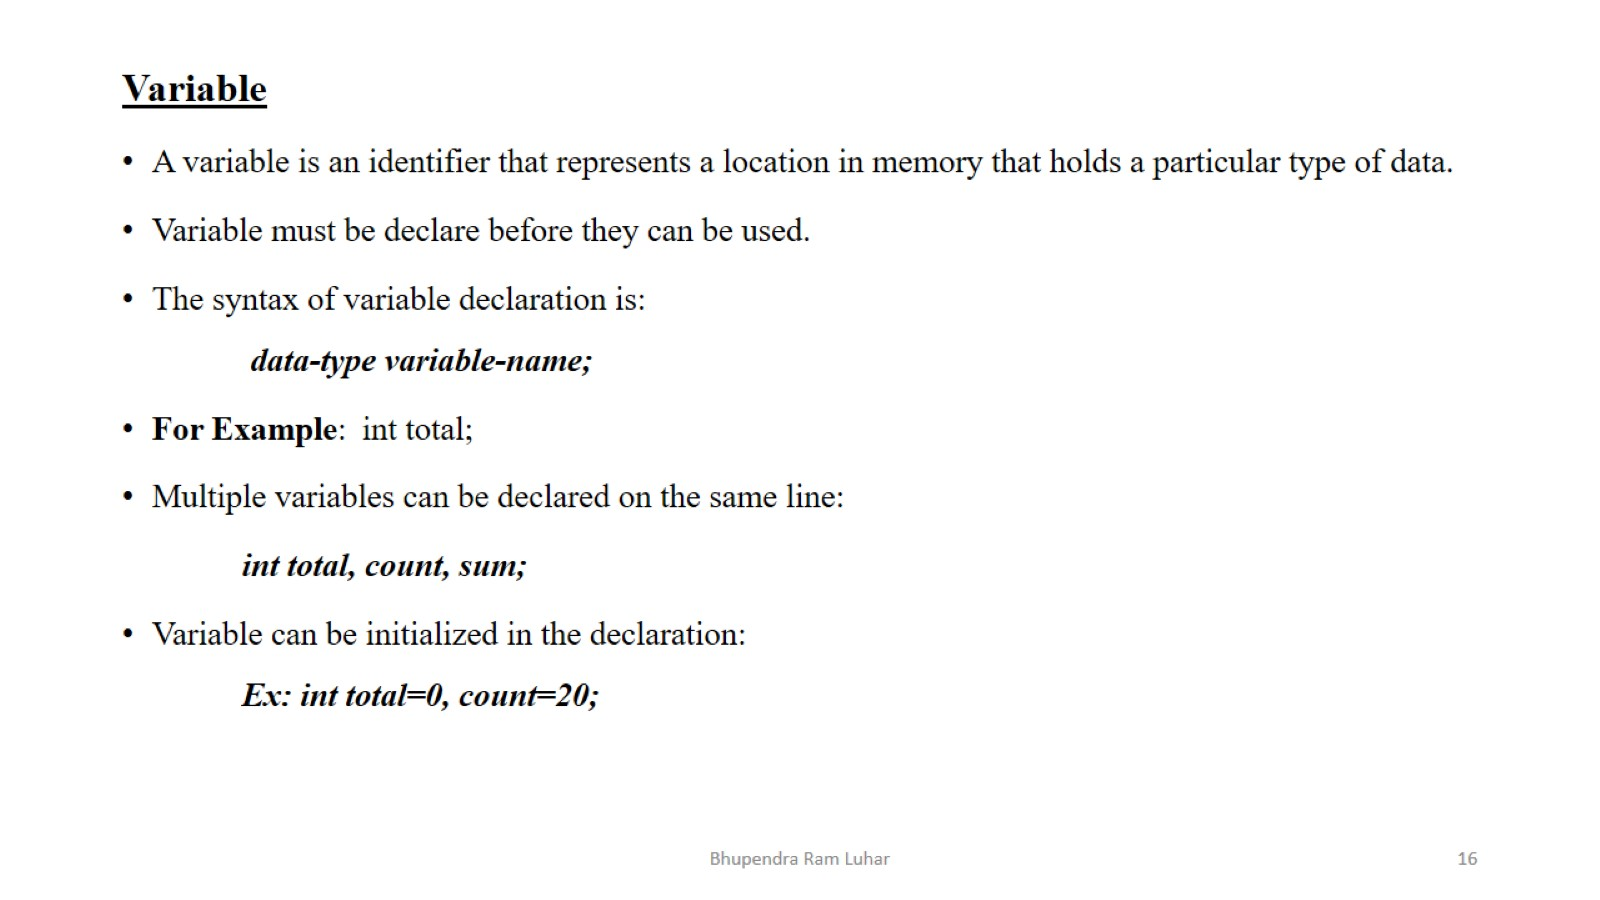 Variable
• A variable is an identifier that represents a location in memory that holds a particular type of data.
• Variable must be declare before they can be used.
• The syntax of variable declaration is:
data-type variable-name;
• For Example: int total;
• Multiple variables can be declared on the same line:
int total, count, sum;
• Variable can be initialized in the declaration:
Ex: int total=0, count=20;
Bhupendra Ram Luhar
16